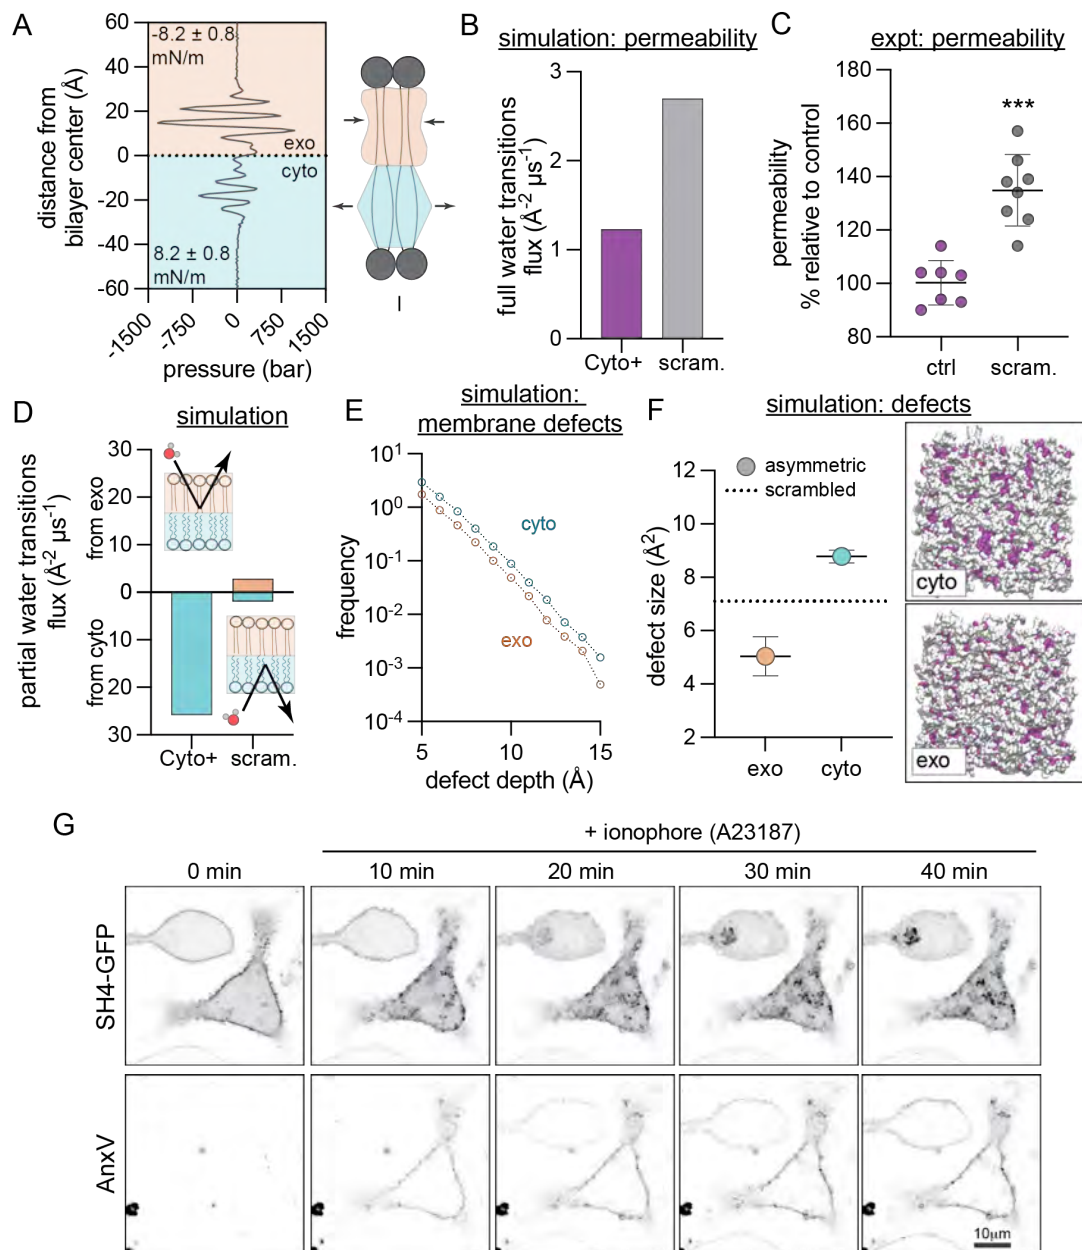 A
60
40
20
0
-20
-40
-60
distance from
bilayer center (Å)
-8.2 ± 0.8
mN/m
exo
cyto
8.2 ± 0.8
mN/m
-1500
-750
0
750
1500
pressure (bar)
B
simulation: permeability
3
2
1
0
full water transitions
flux (Å-2 µs-1)
Cyto+
scram.
C
expt: permeability
180
160
140
120
100
80
permeability
% relative to control
***
ctrl
scram.
D
simulation
30
20
10
0
10
20
30
partial water transitions
flux (Å-2 µs-1)
from exo
from cyto
Cyto+
scram.
E
simulation:
membrane defects
10^1
10^0
10^-1
10^-2
10^-3
10^-4
frequency
cyto
exo
5
10
15
defect depth (Å)
F
simulation: defects
12
10
8
6
4
2
defect size (Å2)
asymmetric
scrambled
exo
cyto
cyto
exo
G
+ ionophore (A23187)
0 min
10 min
20 min
30 min
40 min
SH4-GFP
AnxV
10µm